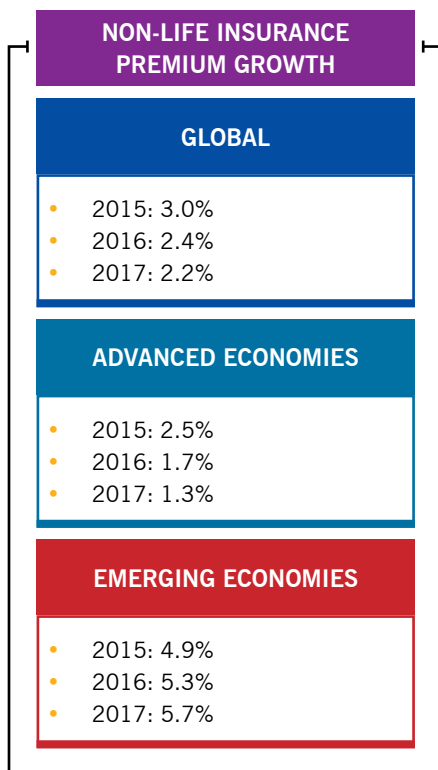 NON-LIFE INSURANCE
PREMIUM GROWTH
GLOBAL
• 2015: 3.0%
• 2016: 2.4%
• 2017: 2.2%
ADVANCED ECONOMIES
• 2015: 2.5%
• 2016: 1.7%
• 2017: 1.3%
EMERGING ECONOMIES
• 2015: 4.9%
• 2016: 5.3%
• 2017: 5.7%